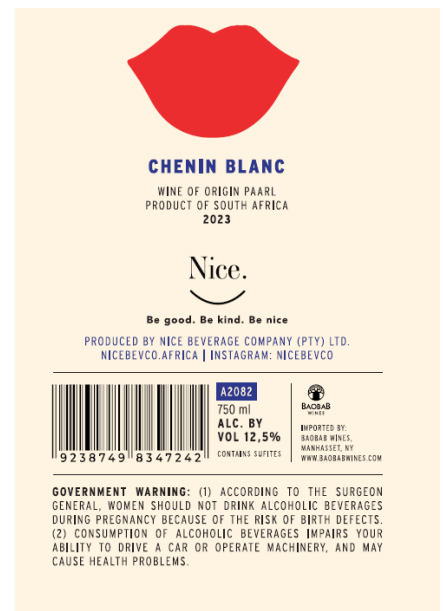 CHENIN BLANC
WINE OF ORIGIN PAARL
PRODUCT OF SOUTH AFRICA
2023
Nice.
Be good. Be kind. Be nice
PRODUCED BY NICE BEVERAGE COMPANY (PTY) LTD.
NICEBEVCO.AFRICA | INSTAGRAM: NICEBEVCO
9238749 8347242
A2082
750 ml
ALC. BY
VOL 12,5%
CONTAINS SUFITES
BAOBAB
WINES
IMPORTED BY:
BAOBAB WINES,
MANHASSET, NY
WWW.BAOBABWINES.COM
GOVERNMENT WARNING: (1) ACCORDING TO THE SURGEON
GENERAL, WOMEN SHOULD NOT DRINK ALCOHOLIC BEVERAGES
DURING PREGNANCY BECAUSE OF THE RISK OF BIRTH DEFECTS.
(2) CONSUMPTION OF ALCOHOLIC BEVERAGES IMPAIRS YOUR
ABILITY TO DRIVE A CAR OR OPERATE MACHINERY, AND MAY
CAUSE HEALTH PROBLEMS.